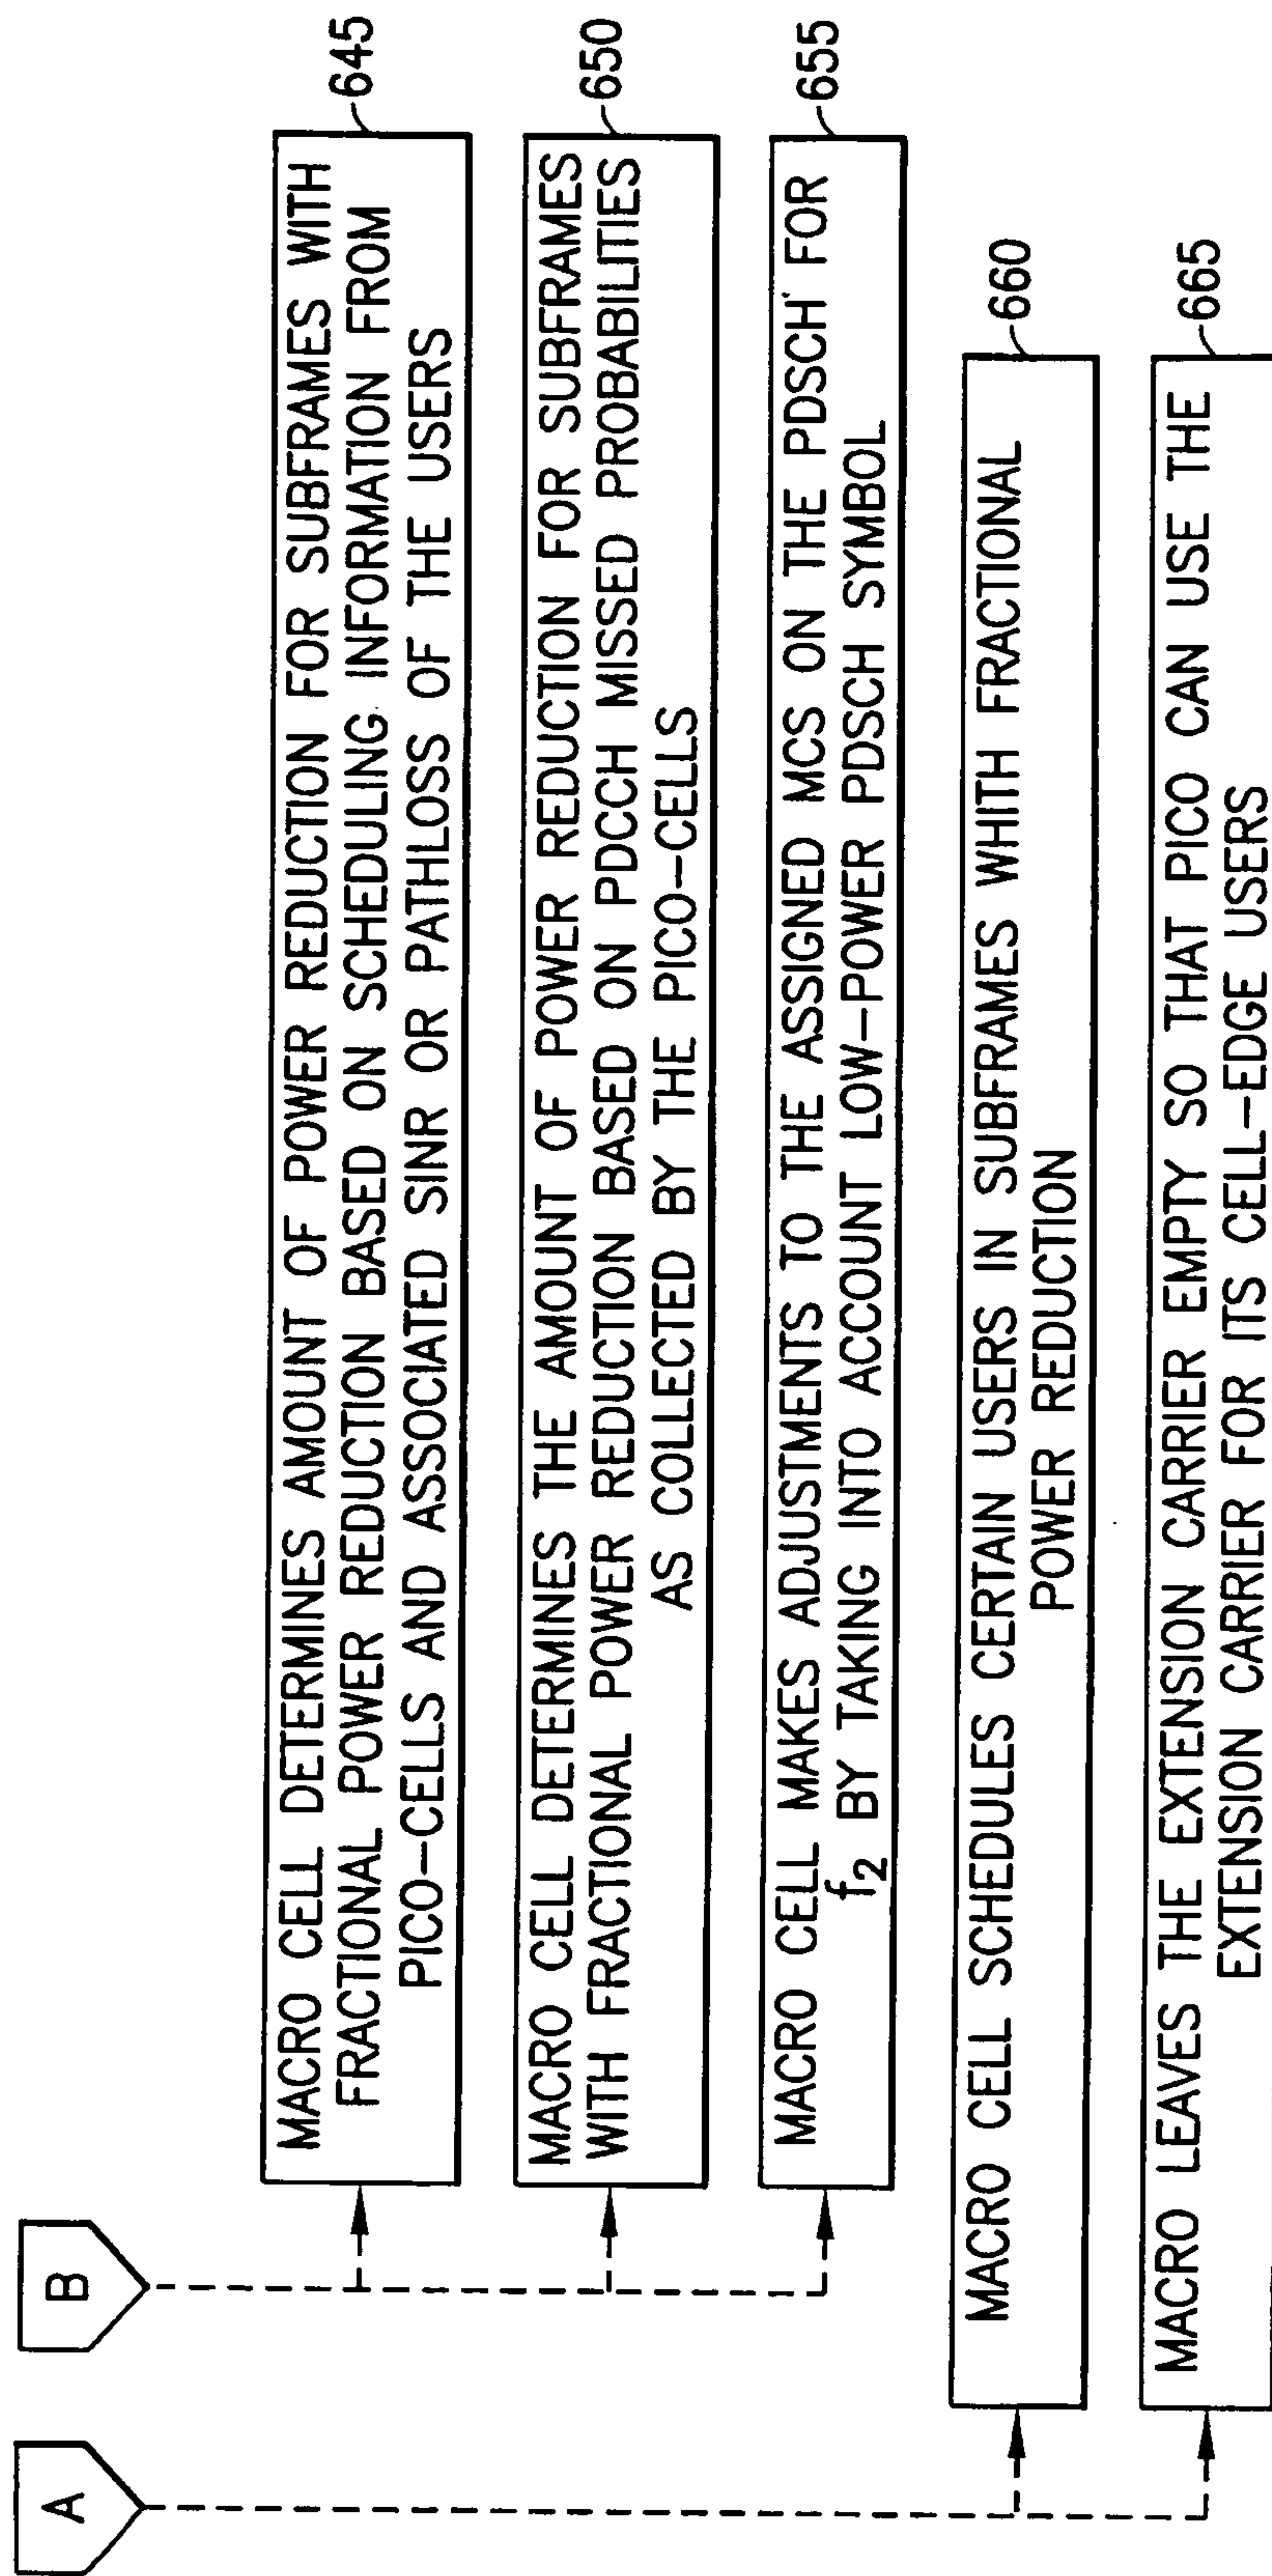 A
B
MACRO CELL DETERMINES AMOUNT OF POWER REDUCTION FOR SUBFRAMES WITH
FRACTIONAL POWER REDUCTION BASED ON SCHEDULING INFORMATION FROM
PICO-CELLS AND ASSOCIATED SINR OR PATHLOSS OF THE USERS
645
MACRO CELL DETERMINES THE AMOUNT OF POWER REDUCTION FOR SUBFRAMES
WITH FRACTIONAL POWER REDUCTION BASED ON PDCCH MISSED PROBABILITIES
AS COLLECTED BY THE PICO-CELLS
650
MACRO CELL MAKES ADJUSTMENTS TO THE ASSIGNED MCS ON THE PDSCH FOR
f2 BY TAKING INTO ACCOUNT LOW-POWER PDSCH SYMBOL
655
MACRO CELL SCHEDULES CERTAIN USERS IN SUBFRAMES WHITH FRACTIONAL
POWER REDUCTION
660
MACRO LEAVES THE EXTENSION CARRIER EMPTY SO THAT PICO CAN USE THE
EXTENSION CARRIER FOR ITS CELL-EDGE USERS
665